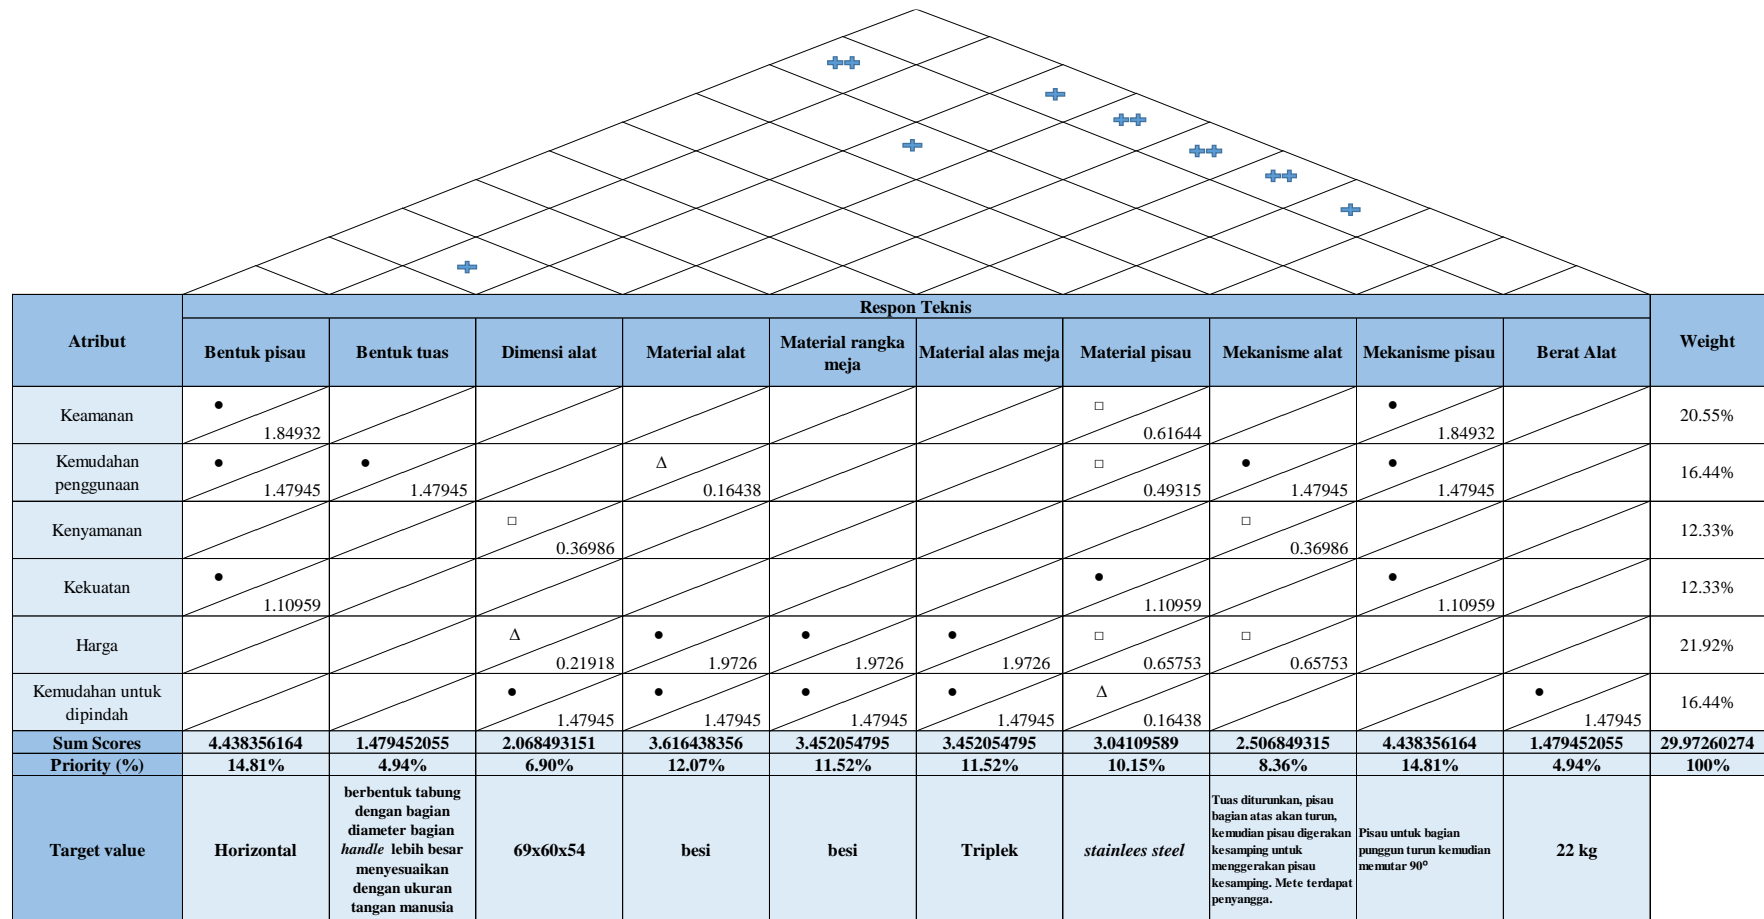 Respon Teknis
Atribut
Bentuk pisau
Bentuk tuas
Dimensi alat
Material alat
Material rangka
meja
Material alas meja
Material pisau
Mekanisme alat
Mekanisme pisau
Berat Alat
Weight
Keamanan
●
1.84932
□
0.61644
●
1.84932
20.55%
Kemudahan
penggunaan
●
1.47945
●
1.47945
Δ
0.16438
□
0.49315
●
1.47945
●
1.47945
16.44%
Kenyamanan
□
0.36986
□
0.36986
12.33%
Kekuatan
●
1.10959
●
1.10959
●
1.10959
12.33%
Harga
Δ
0.21918
●
1.9726
●
1.9726
●
1.9726
□
0.65753
□
0.65753
21.92%
Kemudahan untuk
dipindah
●
1.47945
●
1.47945
●
1.47945
●
1.47945
Δ
0.16438
●
1.47945
16.44%
Sum Scores 4.438356164 1.479452055 2.068493151 3.616438356 3.452054795 3.452054795 3.04109589 2.506849315 4.438356164 1.479452055 29.97260274
Priority (%) 14.81% 4.94% 6.90% 12.07% 11.52% 11.52% 10.15% 8.36% 14.81% 4.94% 100%
Target value
Horizontal
berbentuk tabung
dengan bagian
diameter bagian
handle lebih besar
menyesuaikan
dengan ukuran
tangan manusia
69x60x54
besi
besi
Triplek
stainlees steel
Tuas diturunkan, pisau
bagian atas akan turun,
kemudian pisau digerakan
kesamping untuk
menggerakan pisau
kesamping. Mete terdapat
penyangga.
Pisau untuk bagian
punggun turun kemudian
memutar 90°
22 kg